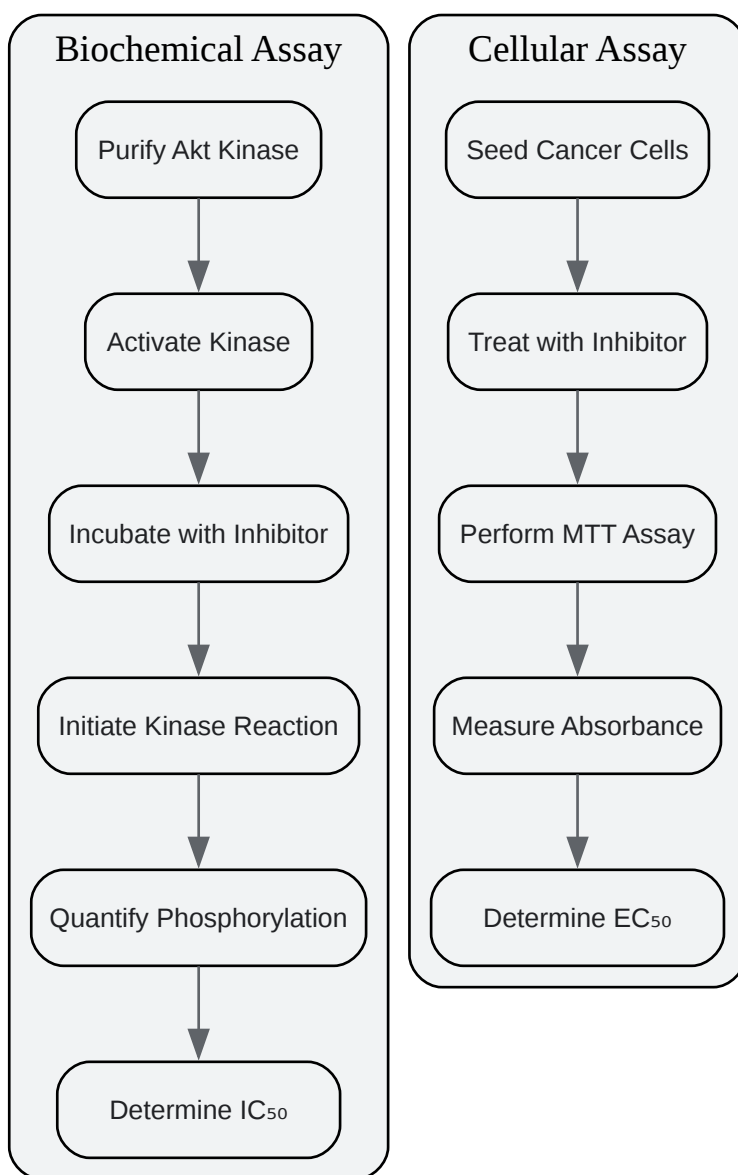 Biochemical Assay
Purify Akt Kinase
Activate Kinase
Incubate with Inhibitor
Initiate Kinase Reaction
Quantify Phosphorylation
Determine IC₅₀
Cellular Assay
Seed Cancer Cells
Treat with Inhibitor
Perform MTT Assay
Measure Absorbance
Determine EC₅₀